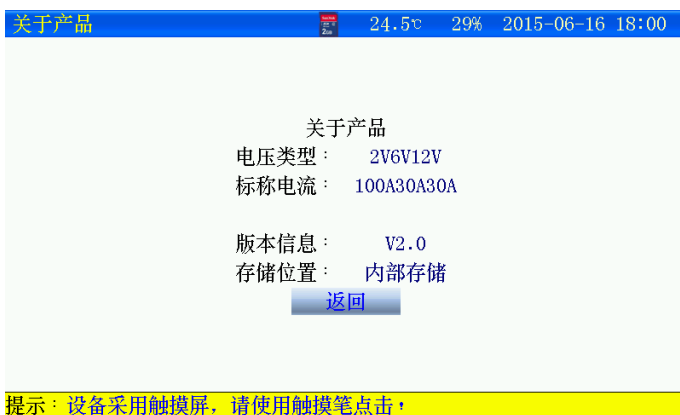 关于产品 24.5℃ 29% 2015-06-16 18:00
关于产品
电压类型： 2V6V12V
标称电流： 100A30A30A
版本信息： V2.0
存储位置： 内部存储
返回
提示：设备采用触摸屏，请使用触摸笔点击！